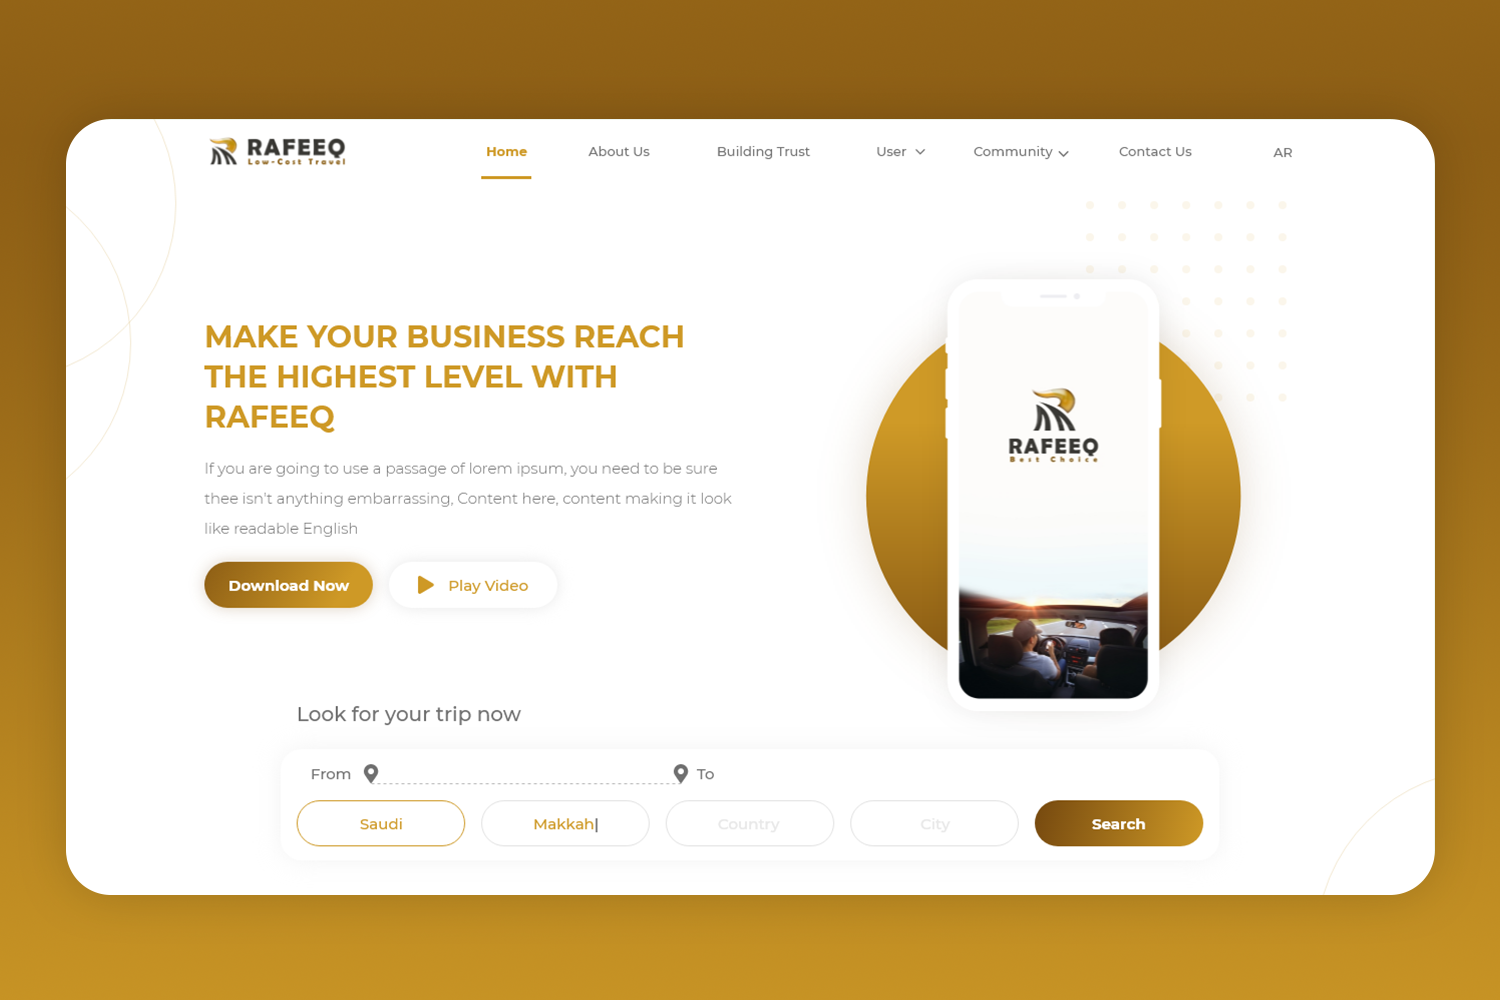 RAFEEQ
Low-Cost Travel
Home
About Us
Building Trust
User
Community
Contact Us
AR
MAKE YOUR BUSINESS REACH
THE HIGHEST LEVEL WITH
RAFEEQ
If you are going to use a passage of lorem ipsum, you need to be sure
thee isn't anything embarrassing, Content here, content making it look
like readable English
Download Now
Play Video
RAFEEQ
Best Choice
Look for your trip now
From
To
Saudi
Makkah
Country
City
Search